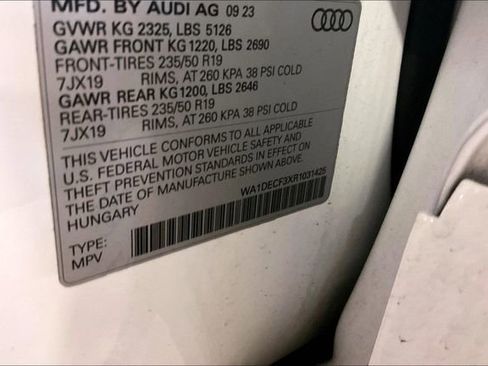 MFD. BY AUDI AG 09 23
GVWR KG 2325, LBS 5126
GAWR FRONT KG 1220, LBS 2690
FRONT-TIRES 235/50 R19
7JX19 RIMS, AT 260 KPA 38 PSI COLD
GAWR REAR KG 1200, LBS 2646
REAR-TIRES 235/50 R19
7JX19 RIMS, AT 260 KPA 38 PSI COLD
THIS VEHICLE CONFORMS TO ALL APPLICABLE
U.S. FEDERAL MOTOR VEHICLE SAFETY AND
THEFT PREVENTION STANDARDS IN EFFECT ON
THE DATE OF MANUFACTURE SHOWN ABOVE
HUNGARY WA1DECF3XR1031425
TYPE:
MPV